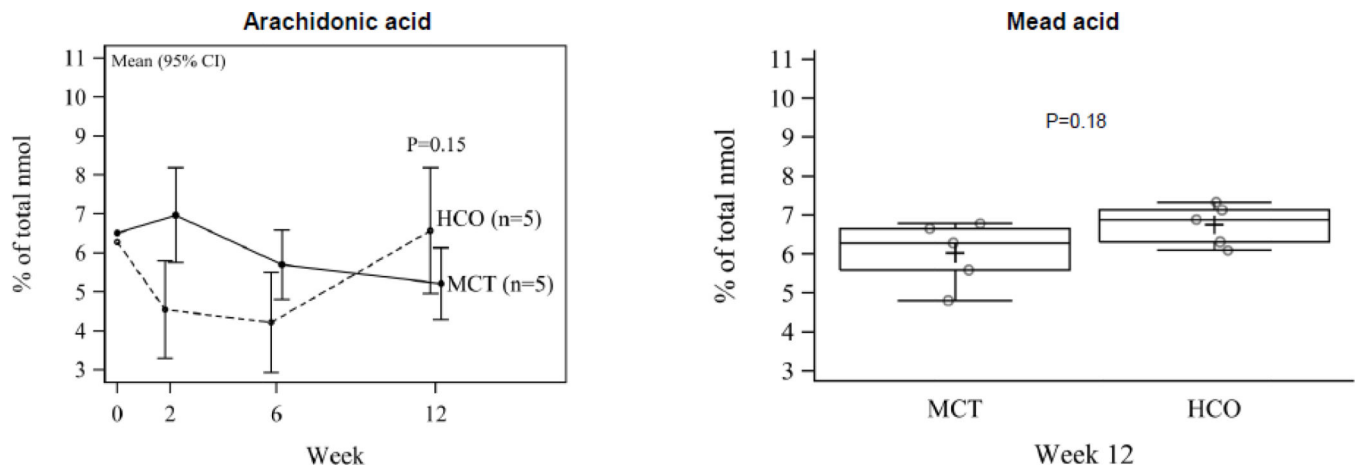 Arachidonic acid
Mean (95% CI)
% of total nmol
11
10
9
8
7
6
5
4
3
P=0.15
HCO (n=5)
MCT (n=5)
0 2 6 12
Week
Mead acid
% of total nmol
11
10
9
8
7
6
5
4
3
P=0.18
MCT HCO
Week 12